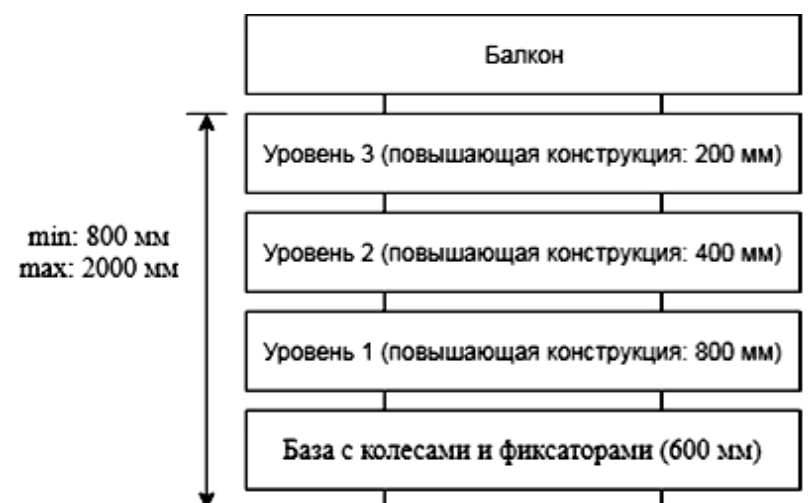 Балкон
Уровень 3 (повышающая конструкция: 200 мм)
min: 800 мм
max: 2000 мм
Уровень 2 (повышающая конструкция: 400 мм)
Уровень 1 (повышающая конструкция: 800 мм)
База с колесами и фиксаторами (600 мм)